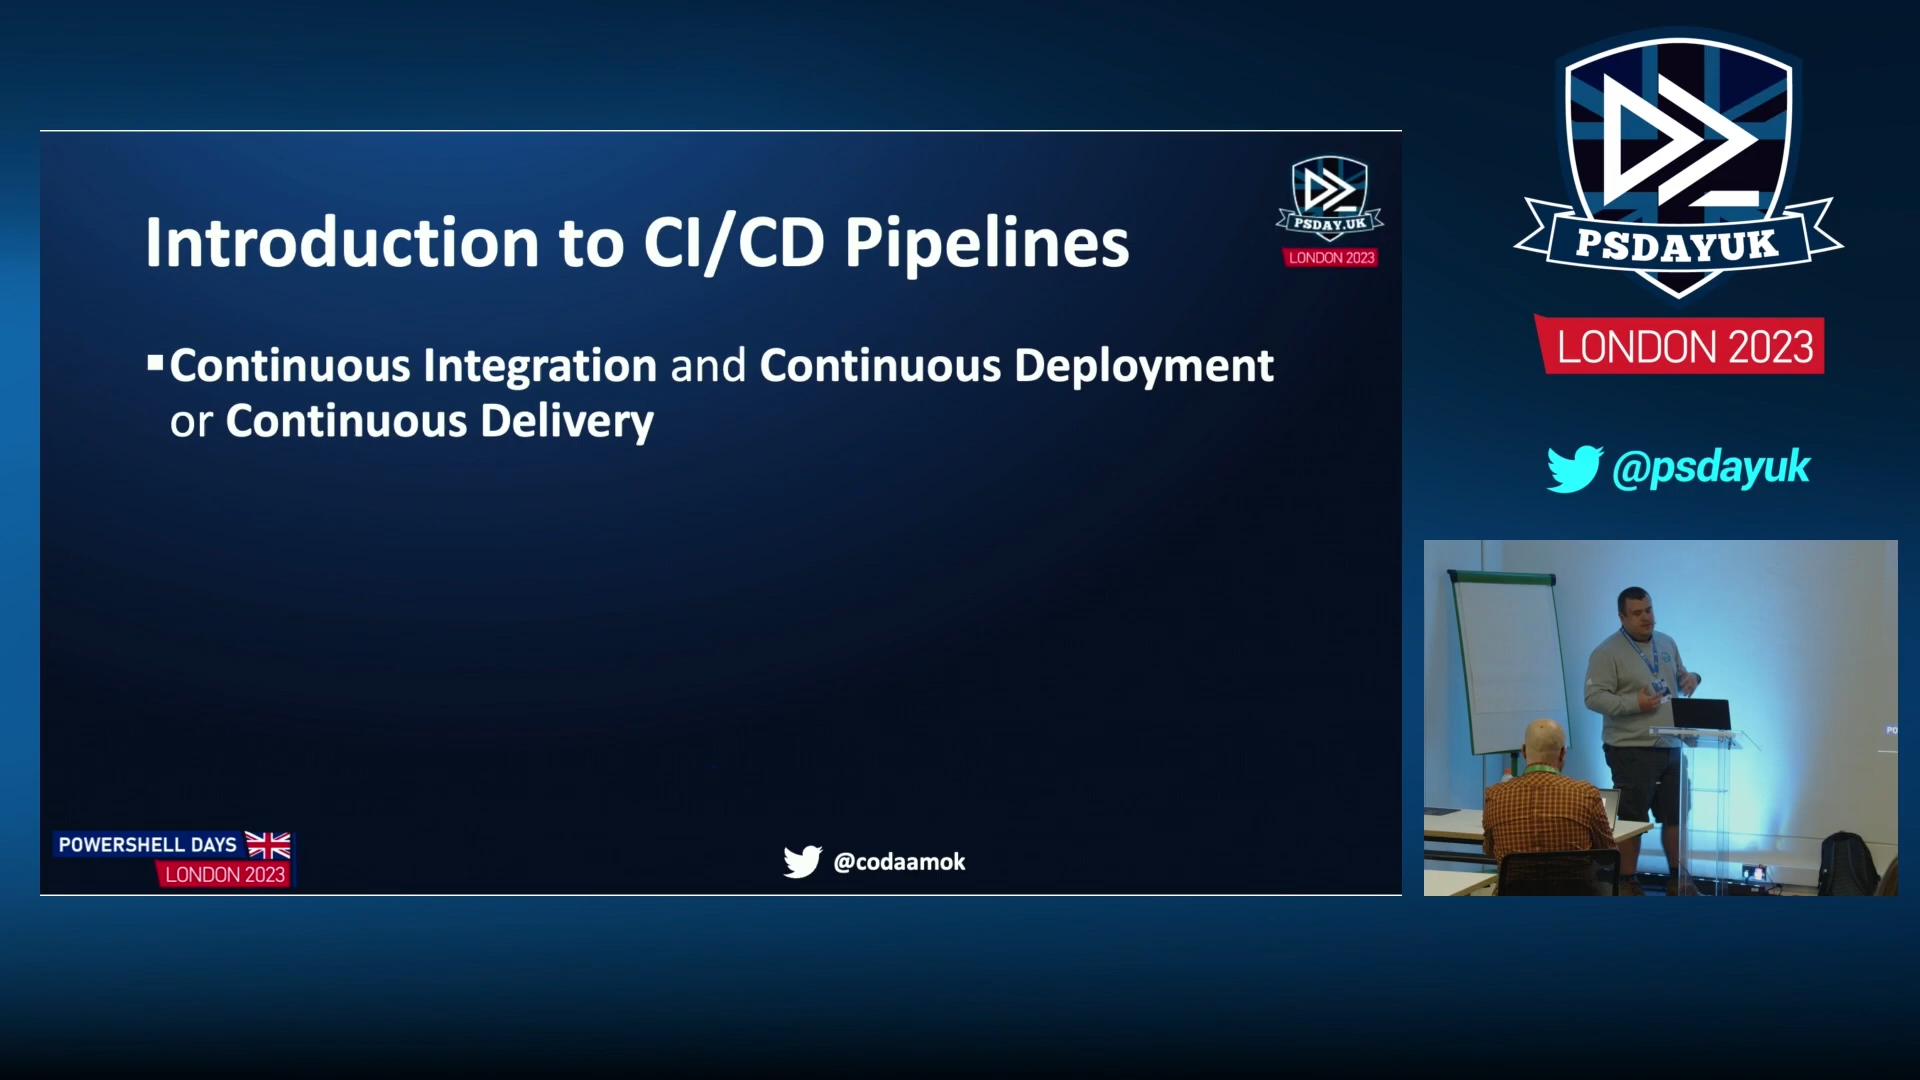 Introduction to CI/CD Pipelines
PSDAY.UK
LONDON 2023
▪Continuous Integration and Continuous Deployment
or Continuous Delivery
POWERSHELL DAYS
LONDON 2023
@codaamok
PSDAYUK
LONDON 2023
@psdayuk
PO